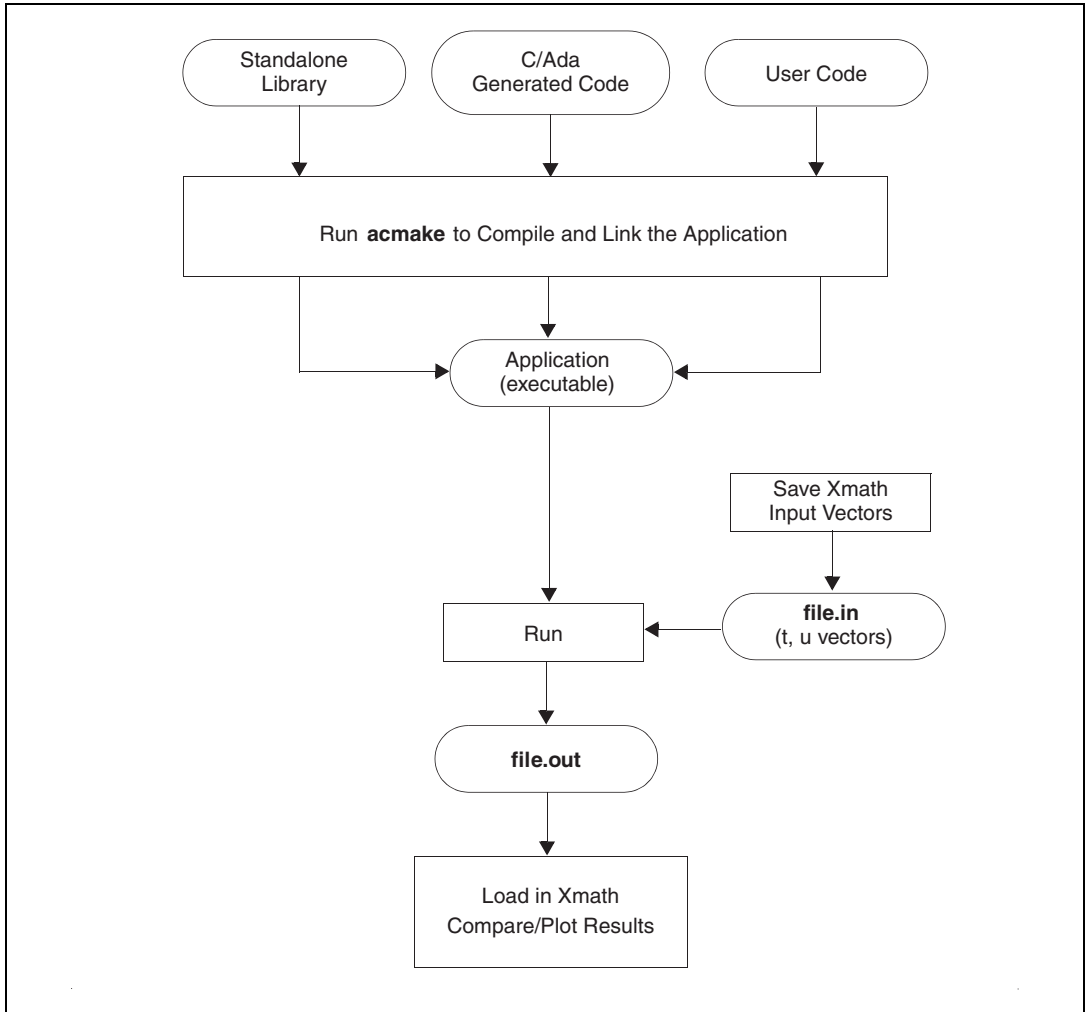 Standalone
Library
C/Ada
Generated Code
User Code
Run acmake to Compile and Link the Application
Application
(executable)
Save Xmath
Input Vectors
file.in
(t, u vectors)
Run
file.out
Load in Xmath
Compare/Plot Results